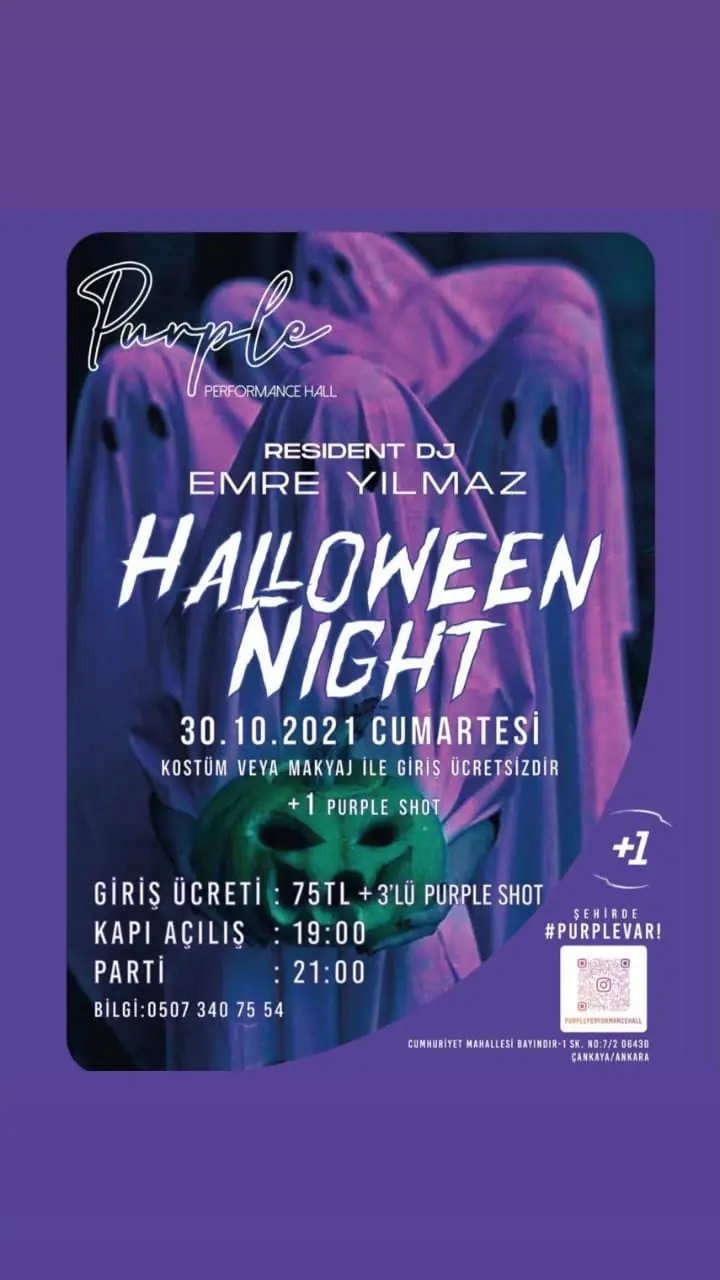 Purple
PERFORMANCE HALL
RESIDENT DJ
EMRE YILMAZ
HALLOWEEN
NIGHT
30.10.2021 CUMARTESİ
KOSTÜM VEYA MAKYAJ İLE GİRİŞ ÜCRETSİZDİR
+1 PURPLE SHOT
+1
GİRİŞ ÜCRETİ : 75TL + 3'LÜ PURPLE SHOT
KAPI AÇILIŞ : 19:00
PARTİ : 21:00
BİLGİ:0507 340 75 54
ŞEHİRDE
#PURPLEVAR!
PURPLEPERFORMANCEHALL
CUMHURİYET MAHALLESİ BAYINDIR-1 SK. NO:7/2 06430
ÇANKAYA/ANKARA